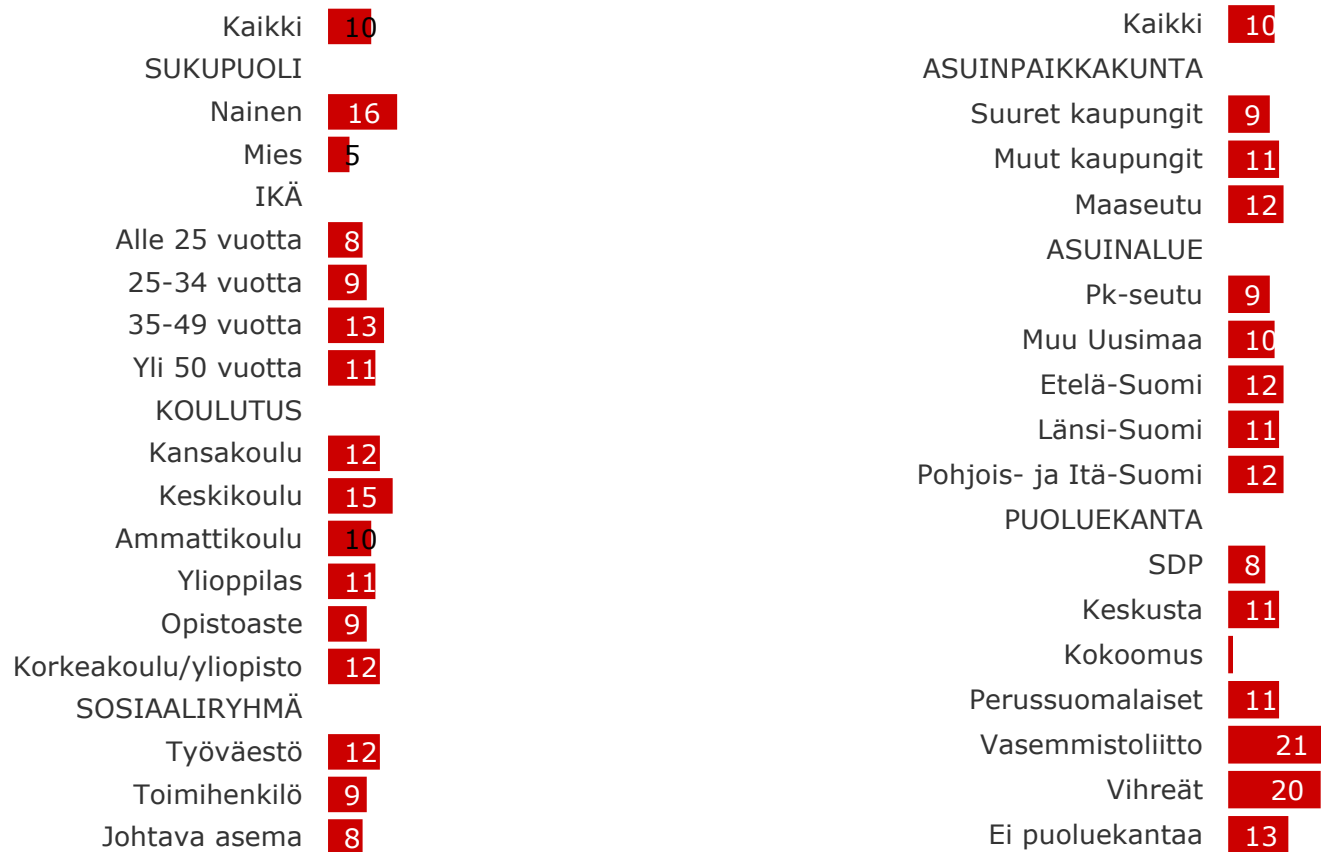 Kaikki 10
SUKUPUOLI
Nainen 16
Mies 5
IKÄ
Alle 25 vuotta 8
25-34 vuotta 9
35-49 vuotta 13
Yli 50 vuotta 11
KOULUTUS
Kansakoulu 12
Keskikoulu 15
Ammattikoulu 10
Ylioppilas 11
Opistoaste 9
Korkeakoulu/yliopisto 12
SOSIAALIRYHMÄ
Työväestö 12
Toimihenkilö 9
Johtava asema 8
Kaikki 10
ASUINPAIKKAKUNTA
Suuret kaupungit 9
Muut kaupungit 11
Maaseutu 12
ASUINALUE
Pk-seutu 9
Muu Uusimaa 10
Etelä-Suomi 12
Länsi-Suomi 11
Pohjois- ja Itä-Suomi 12
PUOLUEKANTA
SDP 8
Keskusta 11
Kokoomus
Perussuomalaiset 11
Vasemmistoliitto 21
Vihreät 20
Ei puoluekantaa 13